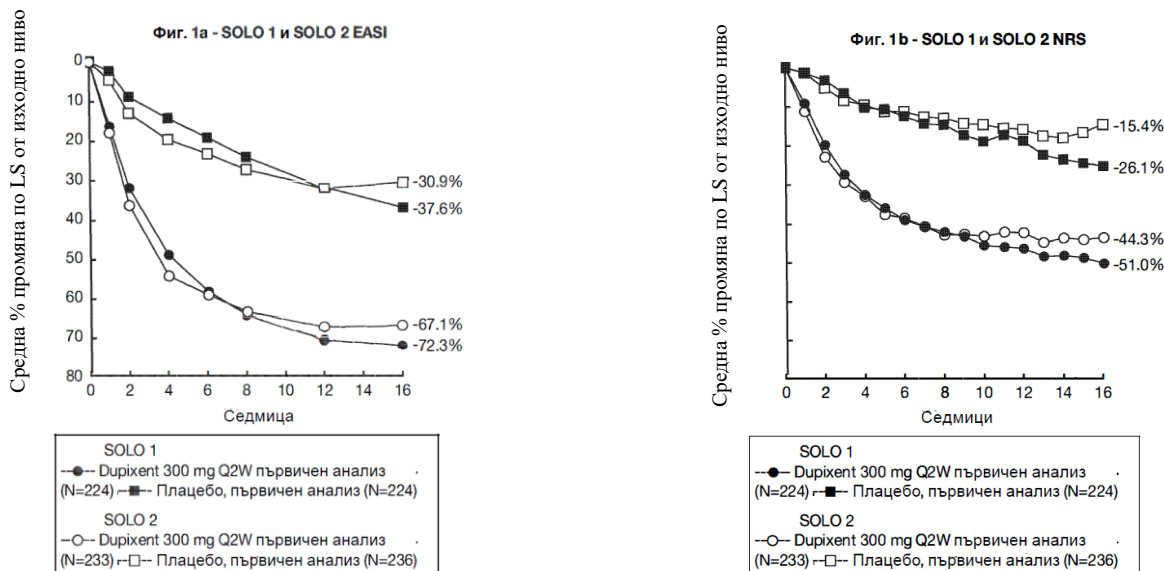 Фиг. 1a - SOLO 1 и SOLO 2 EASI
Средна % промяна по LS от изходно ниво
0
10
20
30
40
50
60
70
80
-30.9%
-37.6%
-67.1%
-72.3%
0 2 4 6 8 10 12 14 16
Седмица
SOLO 1
Dupixent 300 mg Q2W първичен анализ
(N=224) Плацебо, първичен анализ (N=224)
SOLO 2
Dupixent 300 mg Q2W първичен анализ
(N=233) Плацебо, първичен анализ (N=236)
Фиг. 1b - SOLO 1 и SOLO 2 NRS
Средна % промяна по LS от изходно ниво
-15.4%
-26.1%
-44.3%
-51.0%
0 2 4 6 8 10 12 14 16
Седмици
SOLO 1
Dupixent 300 mg Q2W първичен анализ
(N=224) Плацебо, първичен анализ (N=224)
SOLO 2
Dupixent 300 mg Q2W първичен анализ
(N=233) Плацебо, първичен анализ (N=236)